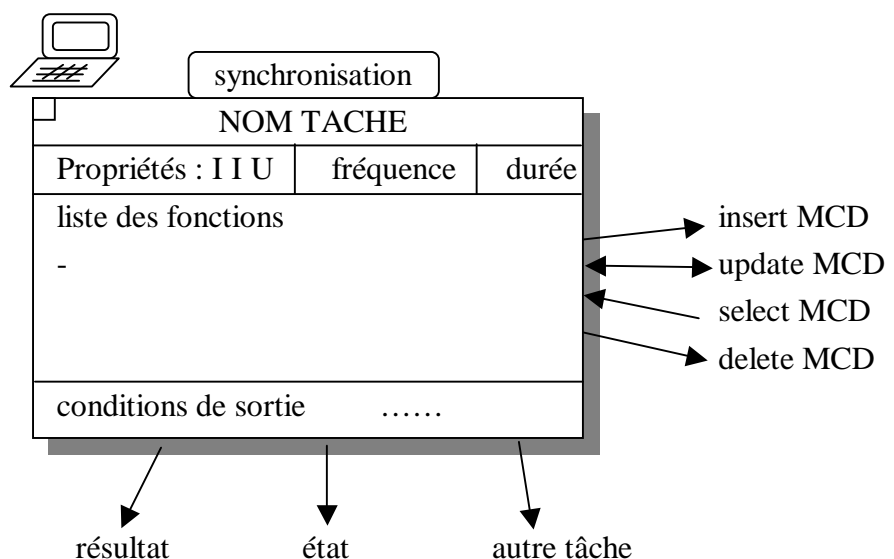 synchronisation
NOM TACHE
Propriétés : I I U fréquence durée
liste des fonctions
-
insert MCD
update MCD
select MCD
delete MCD
conditions de sortie ......
résultat état autre tâche